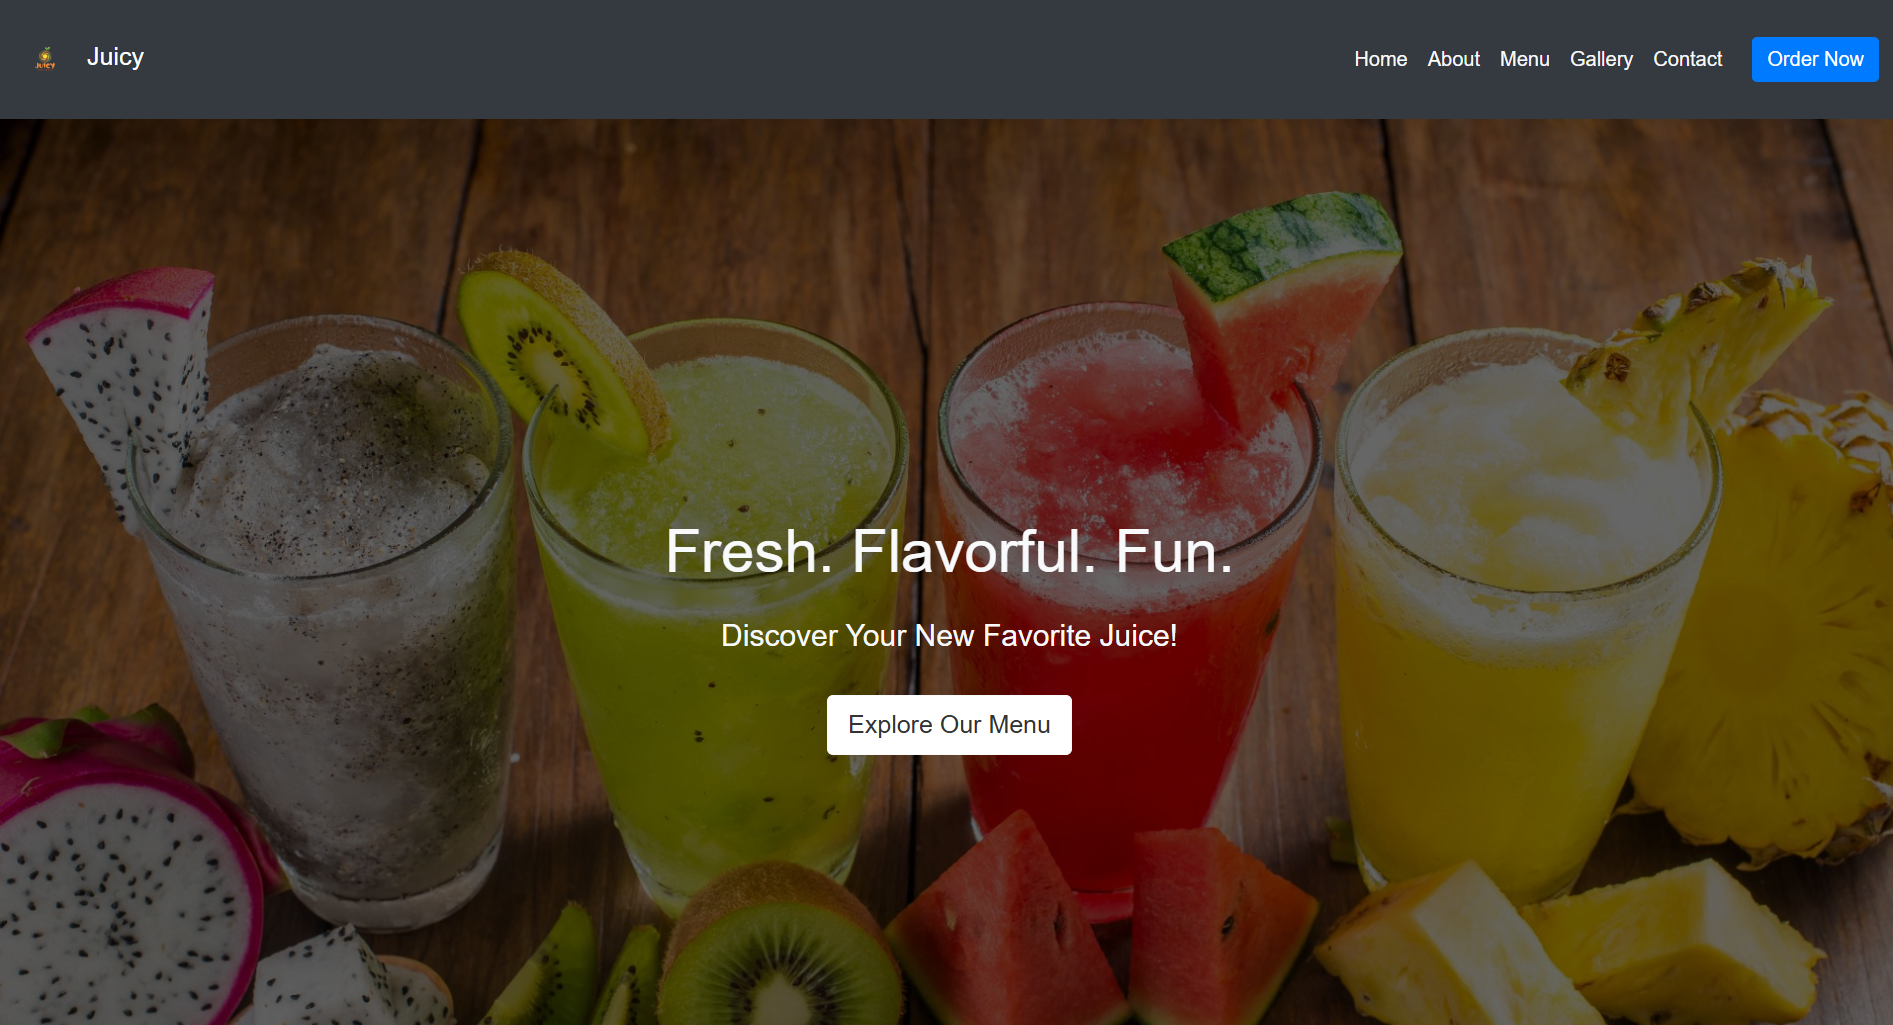 JUICY
Juicy
Home About Menu Gallery Contact Order Now
Fresh. Flavorful. Fun.
Discover Your New Favorite Juice!
Explore Our Menu